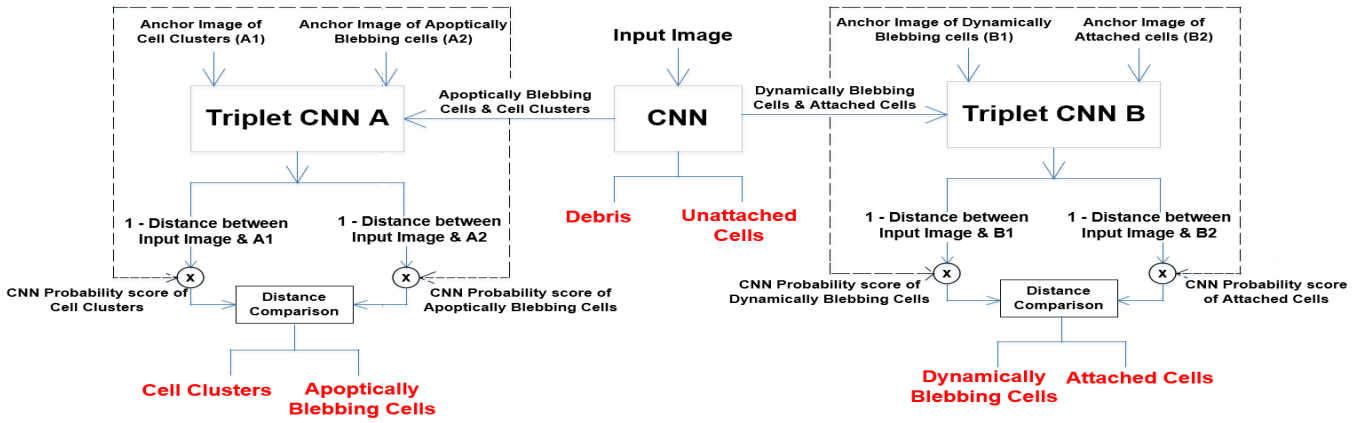 Anchor Image of
Cell Clusters (A1)
Anchor Image of Apoptically
Blebbing cells (A2)
Input Image
Anchor Image of Dynamically
Blebbing cells (B1)
Anchor Image of
Attached cells (B2)
Triplet CNN A
Apoptically Blebbing
Cells & Cell Clusters
CNN
Dynamically Blebbing
Cells & Attached Cells
Triplet CNN B
Debris
Unattached
Cells
1 - Distance between
Input Image & A1
1 - Distance between
Input Image & A2
1 - Distance between
Input Image & B1
1 - Distance between
Input Image & B2
x
x
x
x
CNN Probability score of
Cell Clusters
Distance
Comparison
CNN Probability score of
Apoptically Blebbing Cells
CNN Probability score
of Dynamically Blebbing Cells
Distance
Comparison
CNN Probability score
of Attached Cells
Cell Clusters
Apoptically
Blebbing Cells
Dynamically
Blebbing Cells
Attached Cells